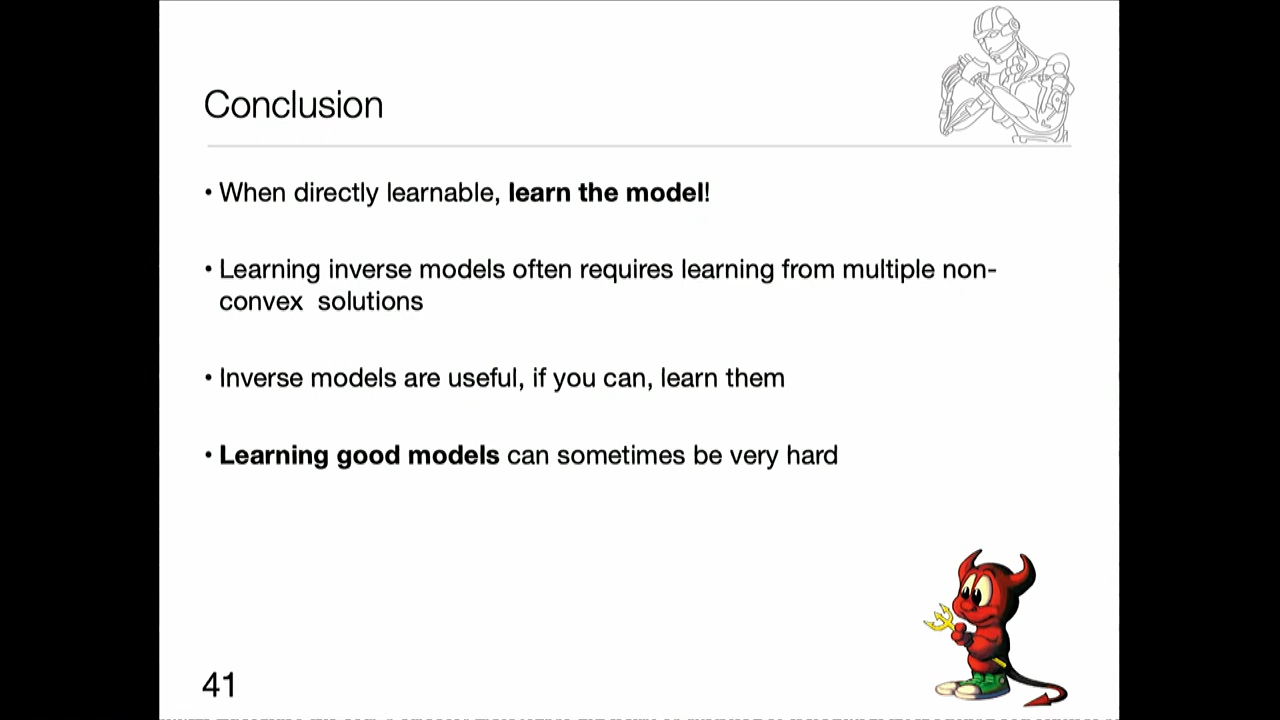 Conclusion
• When directly learnable, learn the model!
• Learning inverse models often requires learning from multiple non-
convex  solutions
• Inverse models are useful, if you can, learn them
• Learning good models can sometimes be very hard
41